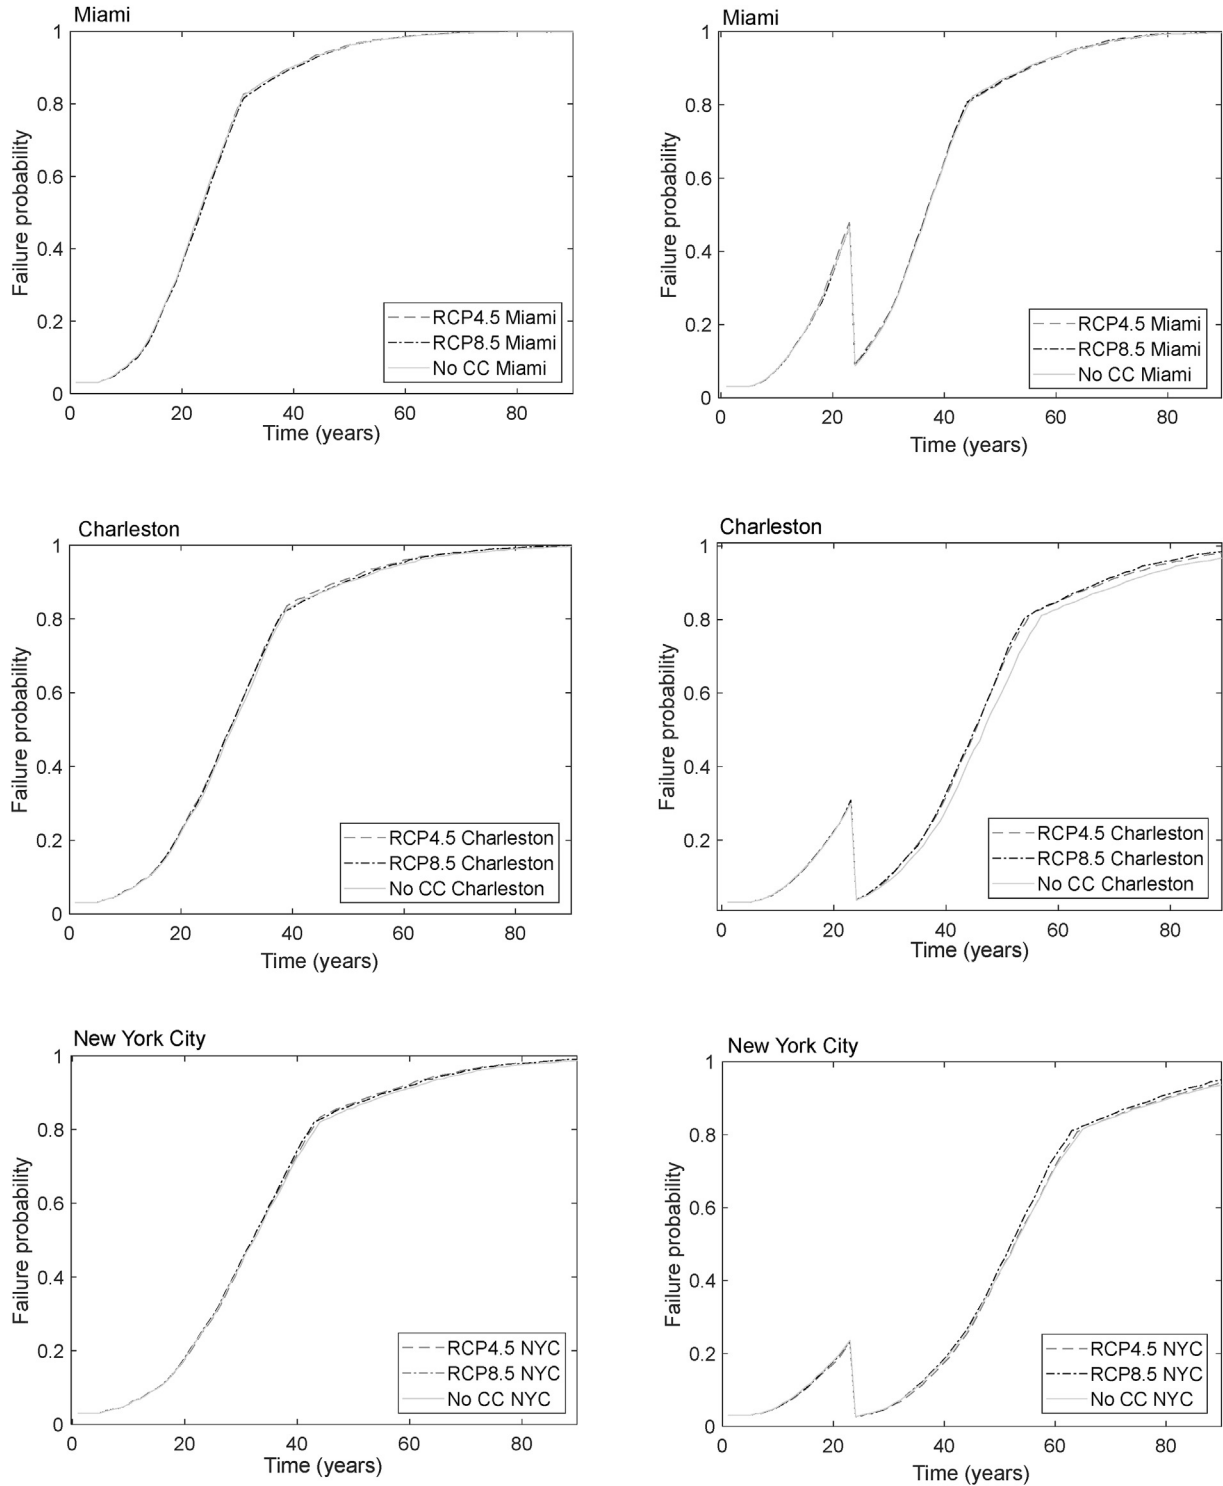 Miami
1
0.8
0.6
0.4
0.2
0
Failure probability
RCP4.5 Miami
RCP8.5 Miami
No CC Miami
0 20 40 60 80
Time (years)
Miami
1
0.8
0.6
0.4
0.2
0
Failure probability
RCP4.5 Miami
RCP8.5 Miami
No CC Miami
0 20 40 60 80
Time (years)
Charleston
1
0.8
0.6
0.4
0.2
0
Failure probability
RCP4.5 Charleston
RCP8.5 Charleston
No CC Charleston
0 20 40 60 80
Time (years)
Charleston
1
0.8
0.6
0.4
0.2
Failure probability
RCP4.5 Charleston
RCP8.5 Charleston
No CC Charleston
0 20 40 60 80
Time (years)
New York City
1
0.8
0.6
0.4
0.2
0
Failure probability
RCP4.5 NYC
RCP8.5 NYC
No CC NYC
0 20 40 60 80
Time (years)
New York City
1
0.8
0.6
0.4
0.2
0
Failure probability
RCP4.5 NYC
RCP8.5 NYC
No CC NYC
0 20 40 60 80
Time (years)